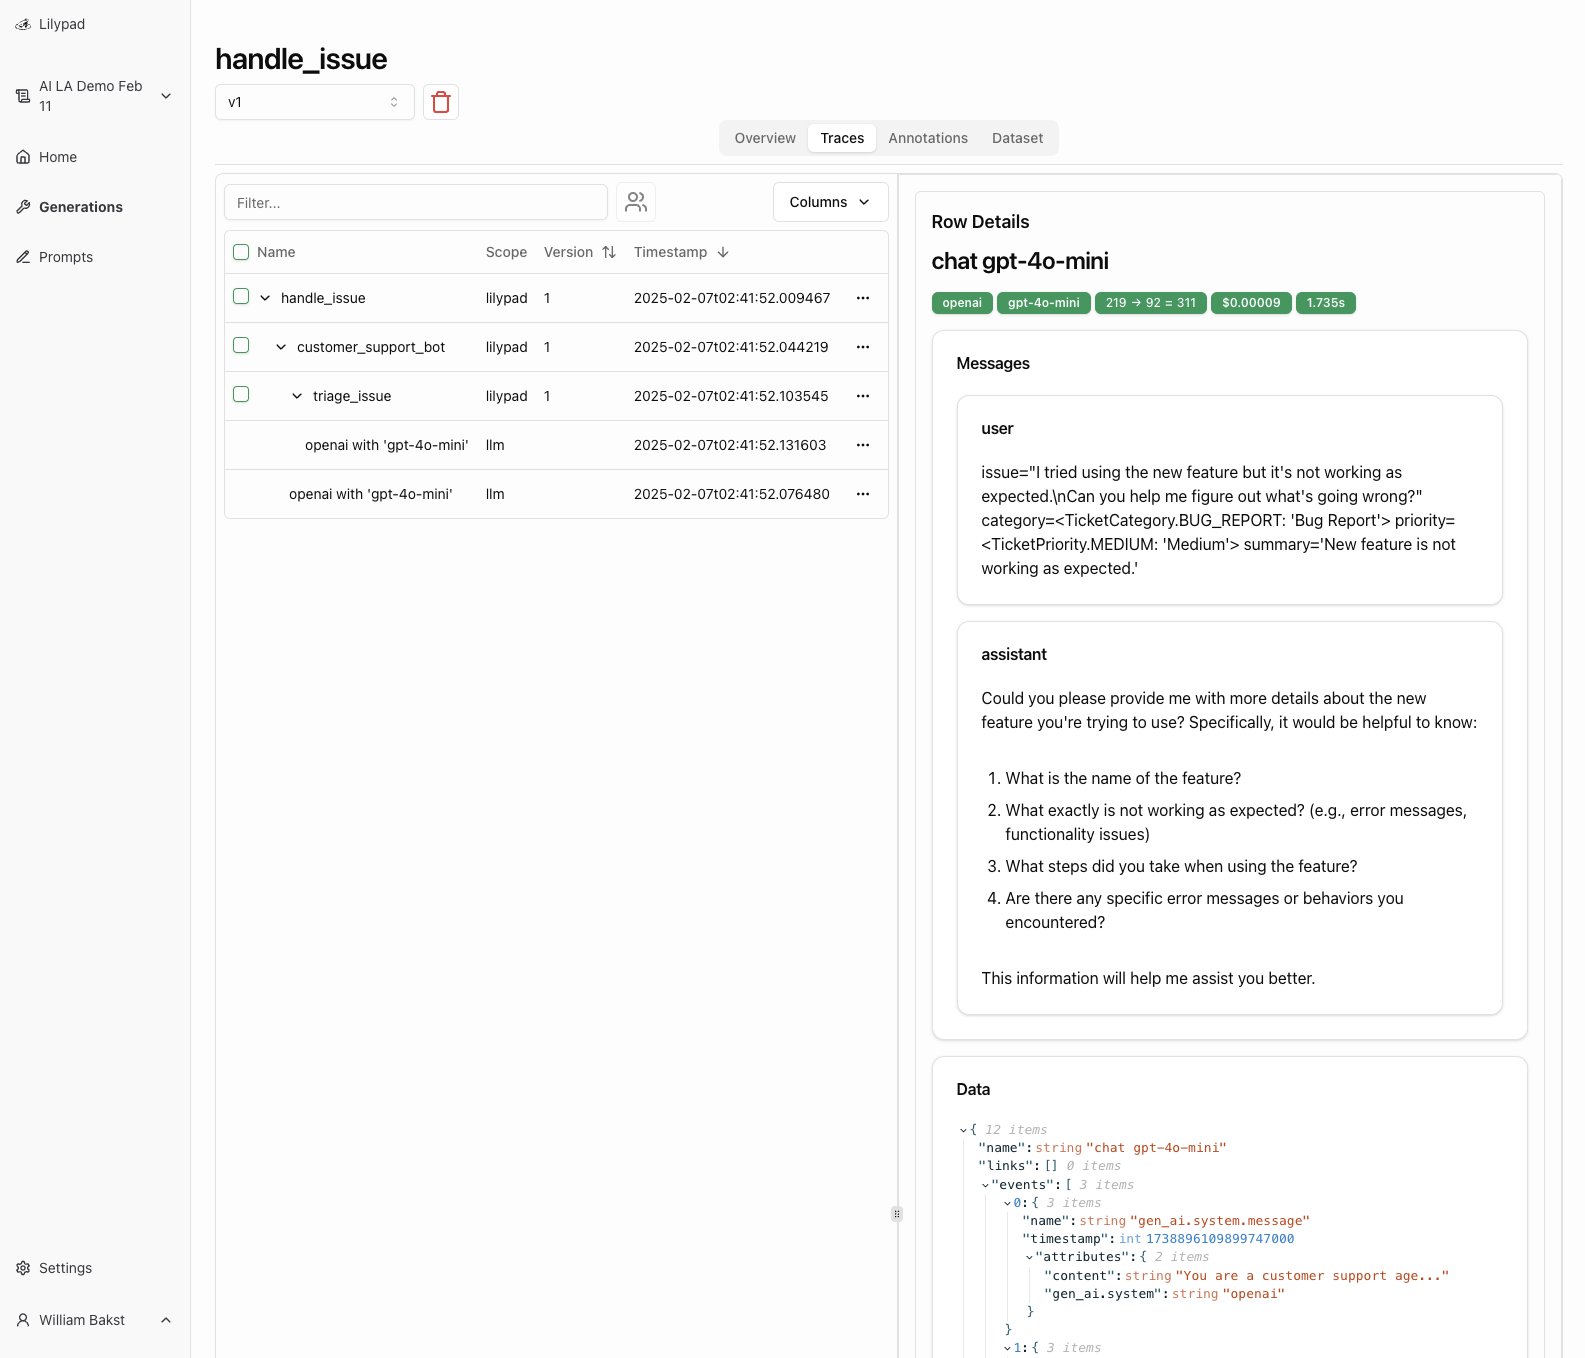 Lilypad
AI LA Demo Feb
11
Home
Generations
Prompts
Settings
William Bakst
handle_issue
v1
Overview Traces Annotations Dataset
Filter...
Columns
Name Scope Version Timestamp
handle_issue lilypad 1 2025-02-07t02:41:52.009467
customer_support_bot lilypad 1 2025-02-07t02:41:52.044219
triage_issue lilypad 1 2025-02-07t02:41:52.103545
openai with 'gpt-4o-mini' llm 2025-02-07t02:41:52.131603
openai with 'gpt-4o-mini' llm 2025-02-07t02:41:52.076480
Row Details
chat gpt-4o-mini
openai gpt-4o-mini 219 → 92 = 311 $0.00009 1.735s
Messages
user
issue="I tried using the new feature but it's not working as
expected.\nCan you help me figure out what's going wrong?"
category=<TicketCategory.BUG_REPORT: 'Bug Report'> priority=
<TicketPriority.MEDIUM: 'Medium'> summary='New feature is not
working as expected.'
assistant
Could you please provide me with more details about the new
feature you're trying to use? Specifically, it would be helpful to know:
1. What is the name of the feature?
2. What exactly is not working as expected? (e.g., error messages,
functionality issues)
3. What steps did you take when using the feature?
4. Are there any specific error messages or behaviors you
encountered?
This information will help me assist you better.
Data
{ 12 items
"name": string "chat gpt-4o-mini"
"links": [] 0 items
"events": [ 3 items
0: { 3 items
"name": string "gen_ai.system.message"
"timestamp": int 1738896109899747000
"attributes": { 2 items
"content": string "You are a customer support age..."
"gen_ai.system": string "openai"
}
}
1: { 3 items